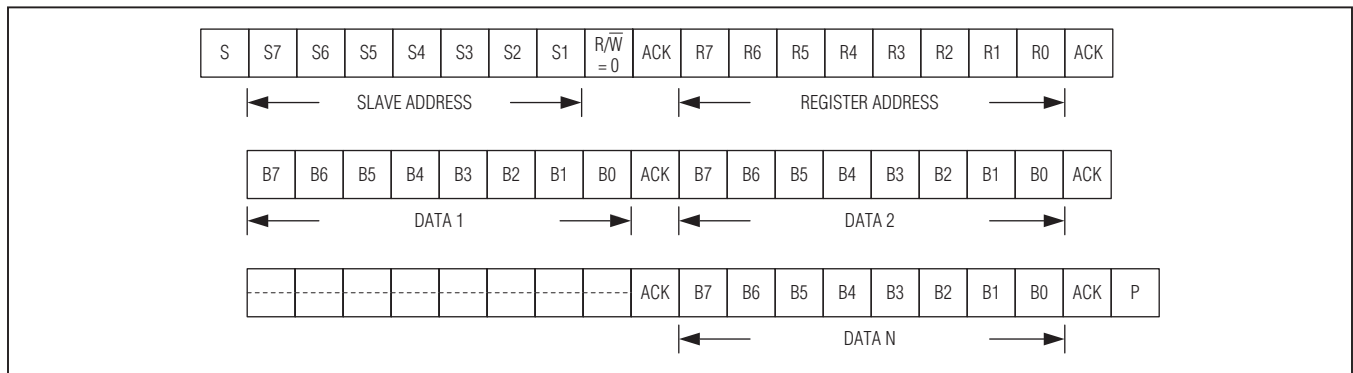 S S7 S6 S5 S4 S3 S2 S1 R/W̅ = 0 ACK R7 R6 R5 R4 R3 R2 R1 R0 ACK
SLAVE ADDRESS REGISTER ADDRESS
B7 B6 B5 B4 B3 B2 B1 B0 ACK B7 B6 B5 B4 B3 B2 B1 B0 ACK
DATA 1 DATA 2
ACK B7 B6 B5 B4 B3 B2 B1 B0 ACK P
DATA N